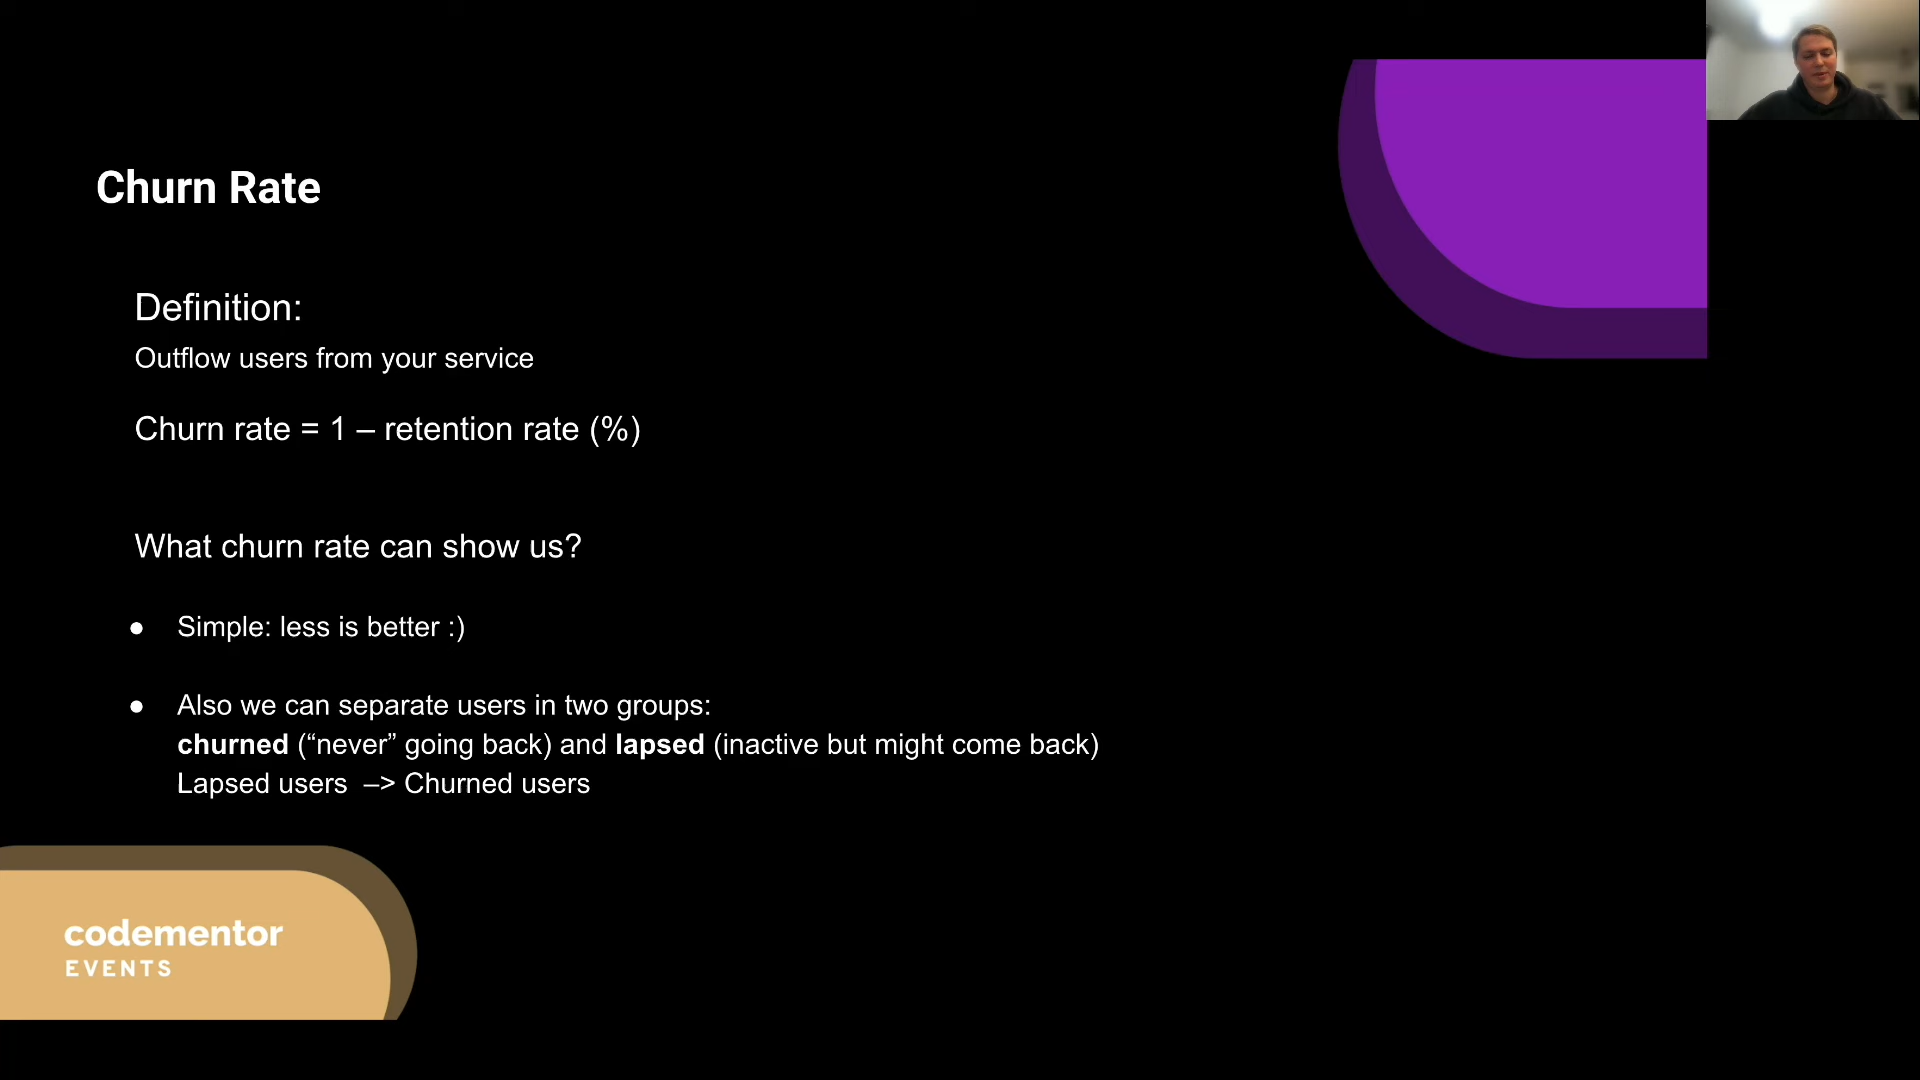 Churn Rate
Definition:
Outflow users from your service
Churn rate = 1 – retention rate (%)
What churn rate can show us?
● Simple: less is better :)
● Also we can separate users in two groups:
churned (“never” going back) and lapsed (inactive but might come back)
Lapsed users –> Churned users
codementor
EVENTS